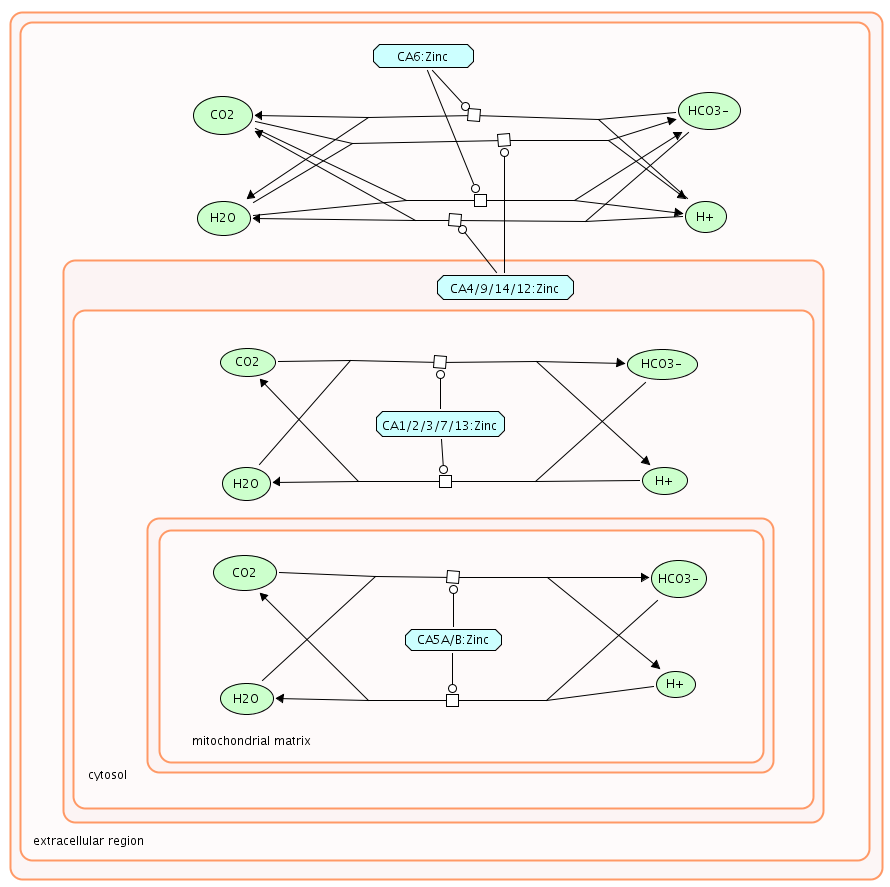 CA6:Zinc
CO2
HCO3-
H2O
H+
CA4/9/14/12:Zinc
CO2
HCO3-
CA1/2/3/7/13:Zinc
H2O
H+
CO2
HCO3-
CA5A/B:Zinc
H2O
H+
mitochondrial matrix
cytosol
extracellular region